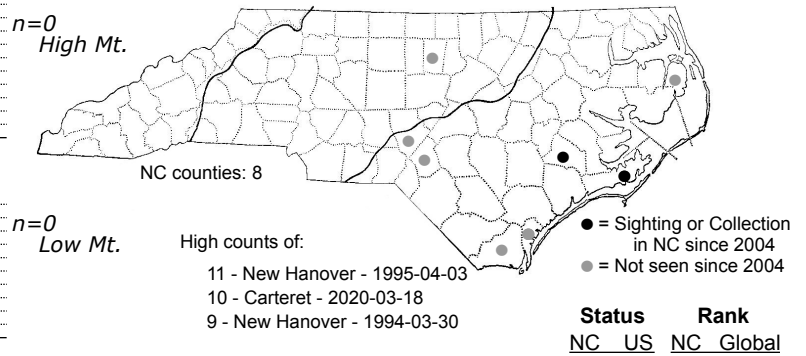 n=0
High Mt.
NC counties: 8
n=0
Low Mt.
High counts of:
11 - New Hanover - 1995-04-03
10 - Carteret - 2020-03-18
9 - New Hanover - 1994-03-30
● = Sighting or Collection
in NC since 2004
● = Not seen since 2004
Status Rank
NC US NC Global